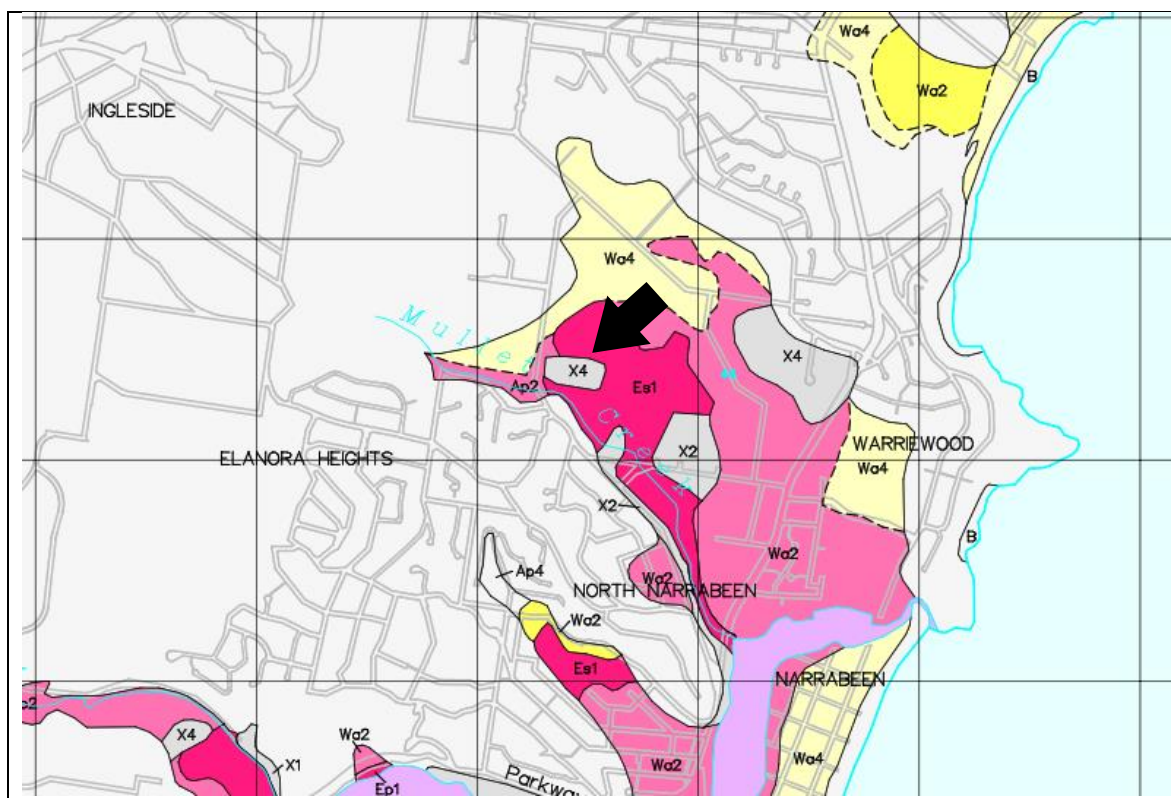 Wa4
B
Wa2
INGLESIDE
Wa4
Mullet
X4
X4
Ap2
Es1
Creek
WARRIEWOOD
X2
ELANORA HEIGHTS
Wa4
X2
B
Wa2
Ap4
Wa2
NORTH NARRABEEN
Wa2
Es1
NARRABEEN
X4
Wa2
X1
Wa2
Wa4
Parkway
Ep1